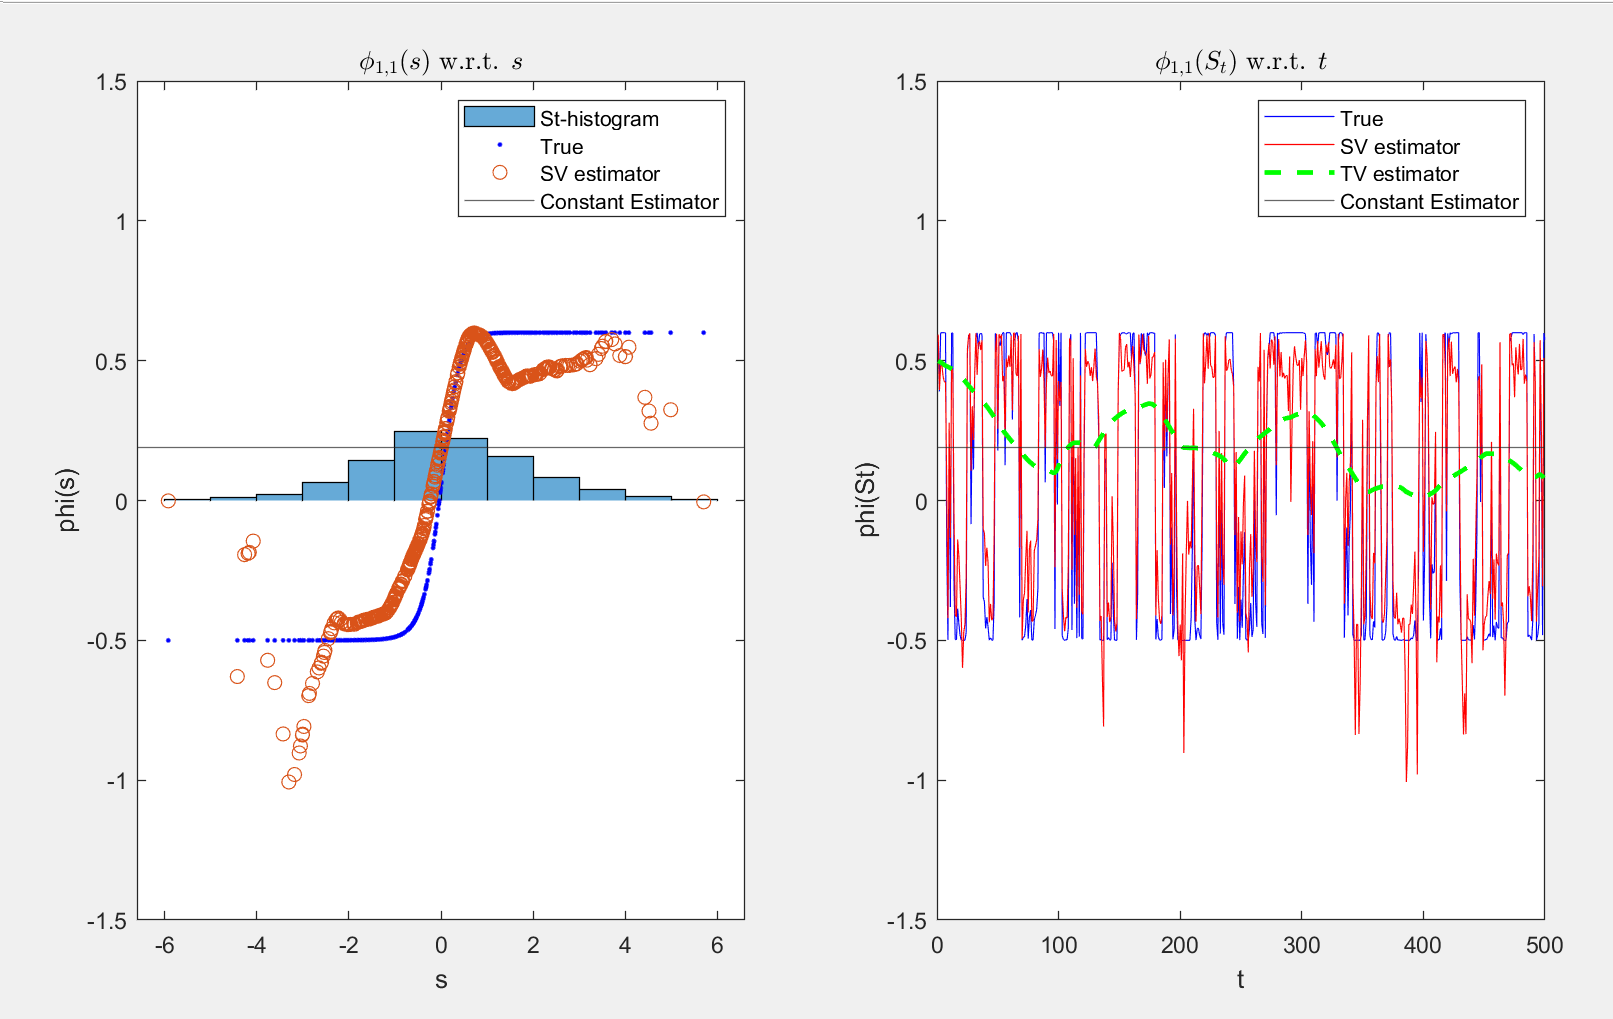 ϕ₁,₁(s) w.r.t. s
1.5
1
0.5
0
-0.5
-1
-1.5
phi(s)
-6 -4 -2 0 2 4 6
s
St-histogram
True
SV estimator
Constant Estimator
ϕ₁,₁(Sₜ) w.r.t. t
1.5
1
0.5
0
-0.5
-1
-1.5
phi(St)
0 100 200 300 400 500
t
True
SV estimator
TV estimator
Constant Estimator